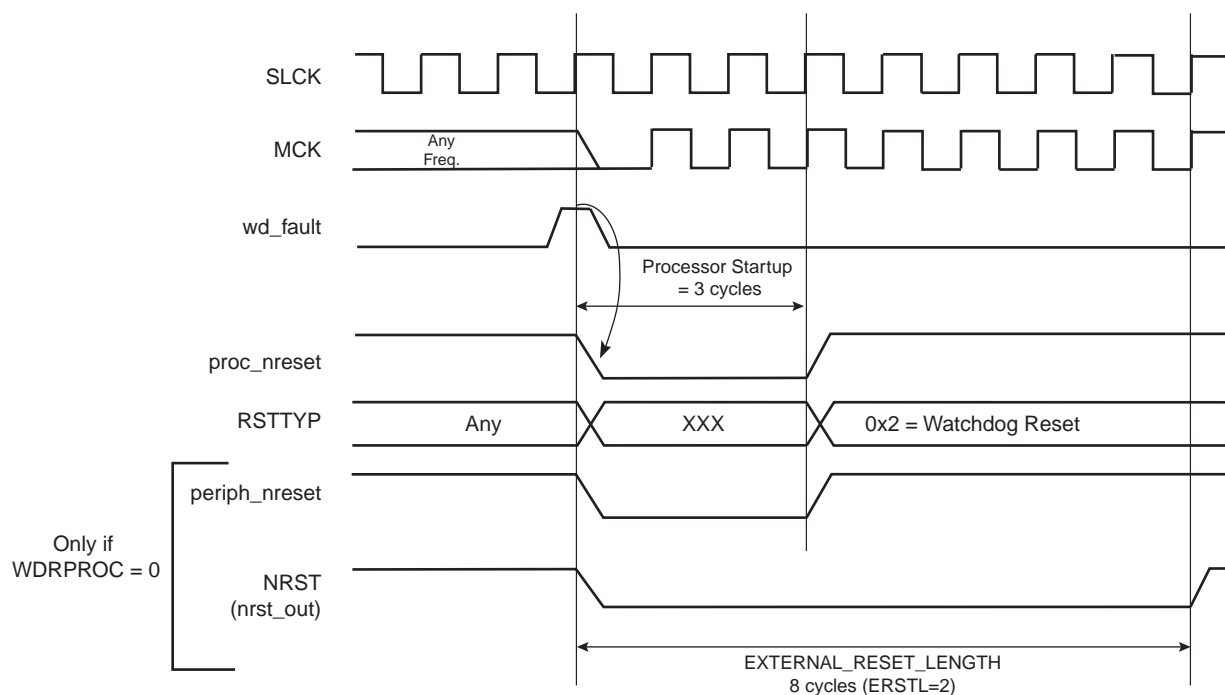 SLCK
MCK
Any
Freq.
wd_fault
Processor Startup
= 3 cycles
proc_nreset
RSTTYP
Any
XXX
0x2 = Watchdog Reset
periph_nreset
Only if
WDRPROC = 0
NRST
(nrst_out)
EXTERNAL_RESET_LENGTH
8 cycles (ERSTL=2)